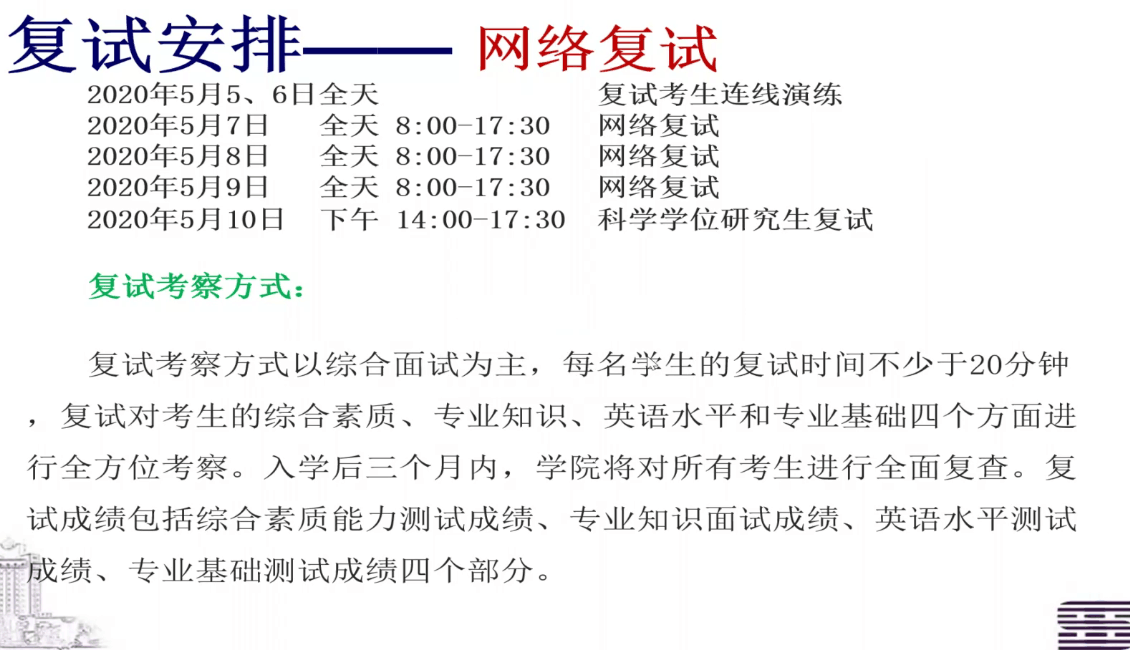 复试安排——网络复试
2020年5月5、6日全天 复试考生连线演练
2020年5月7日 全天 8:00-17:30 网络复试
2020年5月8日 全天 8:00-17:30 网络复试
2020年5月9日 全天 8:00-17:30 网络复试
2020年5月10日 下午 14:00-17:30 科学学位研究生复试
复试考察方式：
复试考察方式以综合面试为主，每名学生的复试时间不少于20分钟
，复试对考生的综合素质、专业知识、英语水平和专业基础四个方面进
行全方位考察。入学后三个月内，学院将对所有考生进行全面复查。复
试成绩包括综合素质能力测试成绩、专业知识面试成绩、英语水平测试
成绩、专业基础测试成绩四个部分。